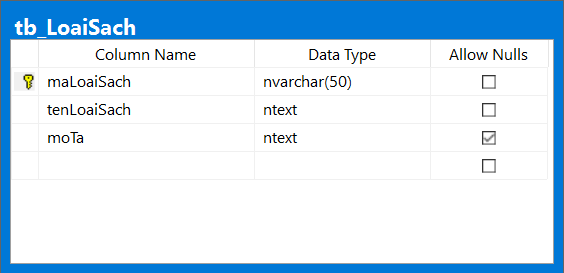 tb_LoaiSach
Column Name Data Type Allow Nulls
maLoaiSach nvarchar(50)
tenLoaiSach ntext
moTa ntext